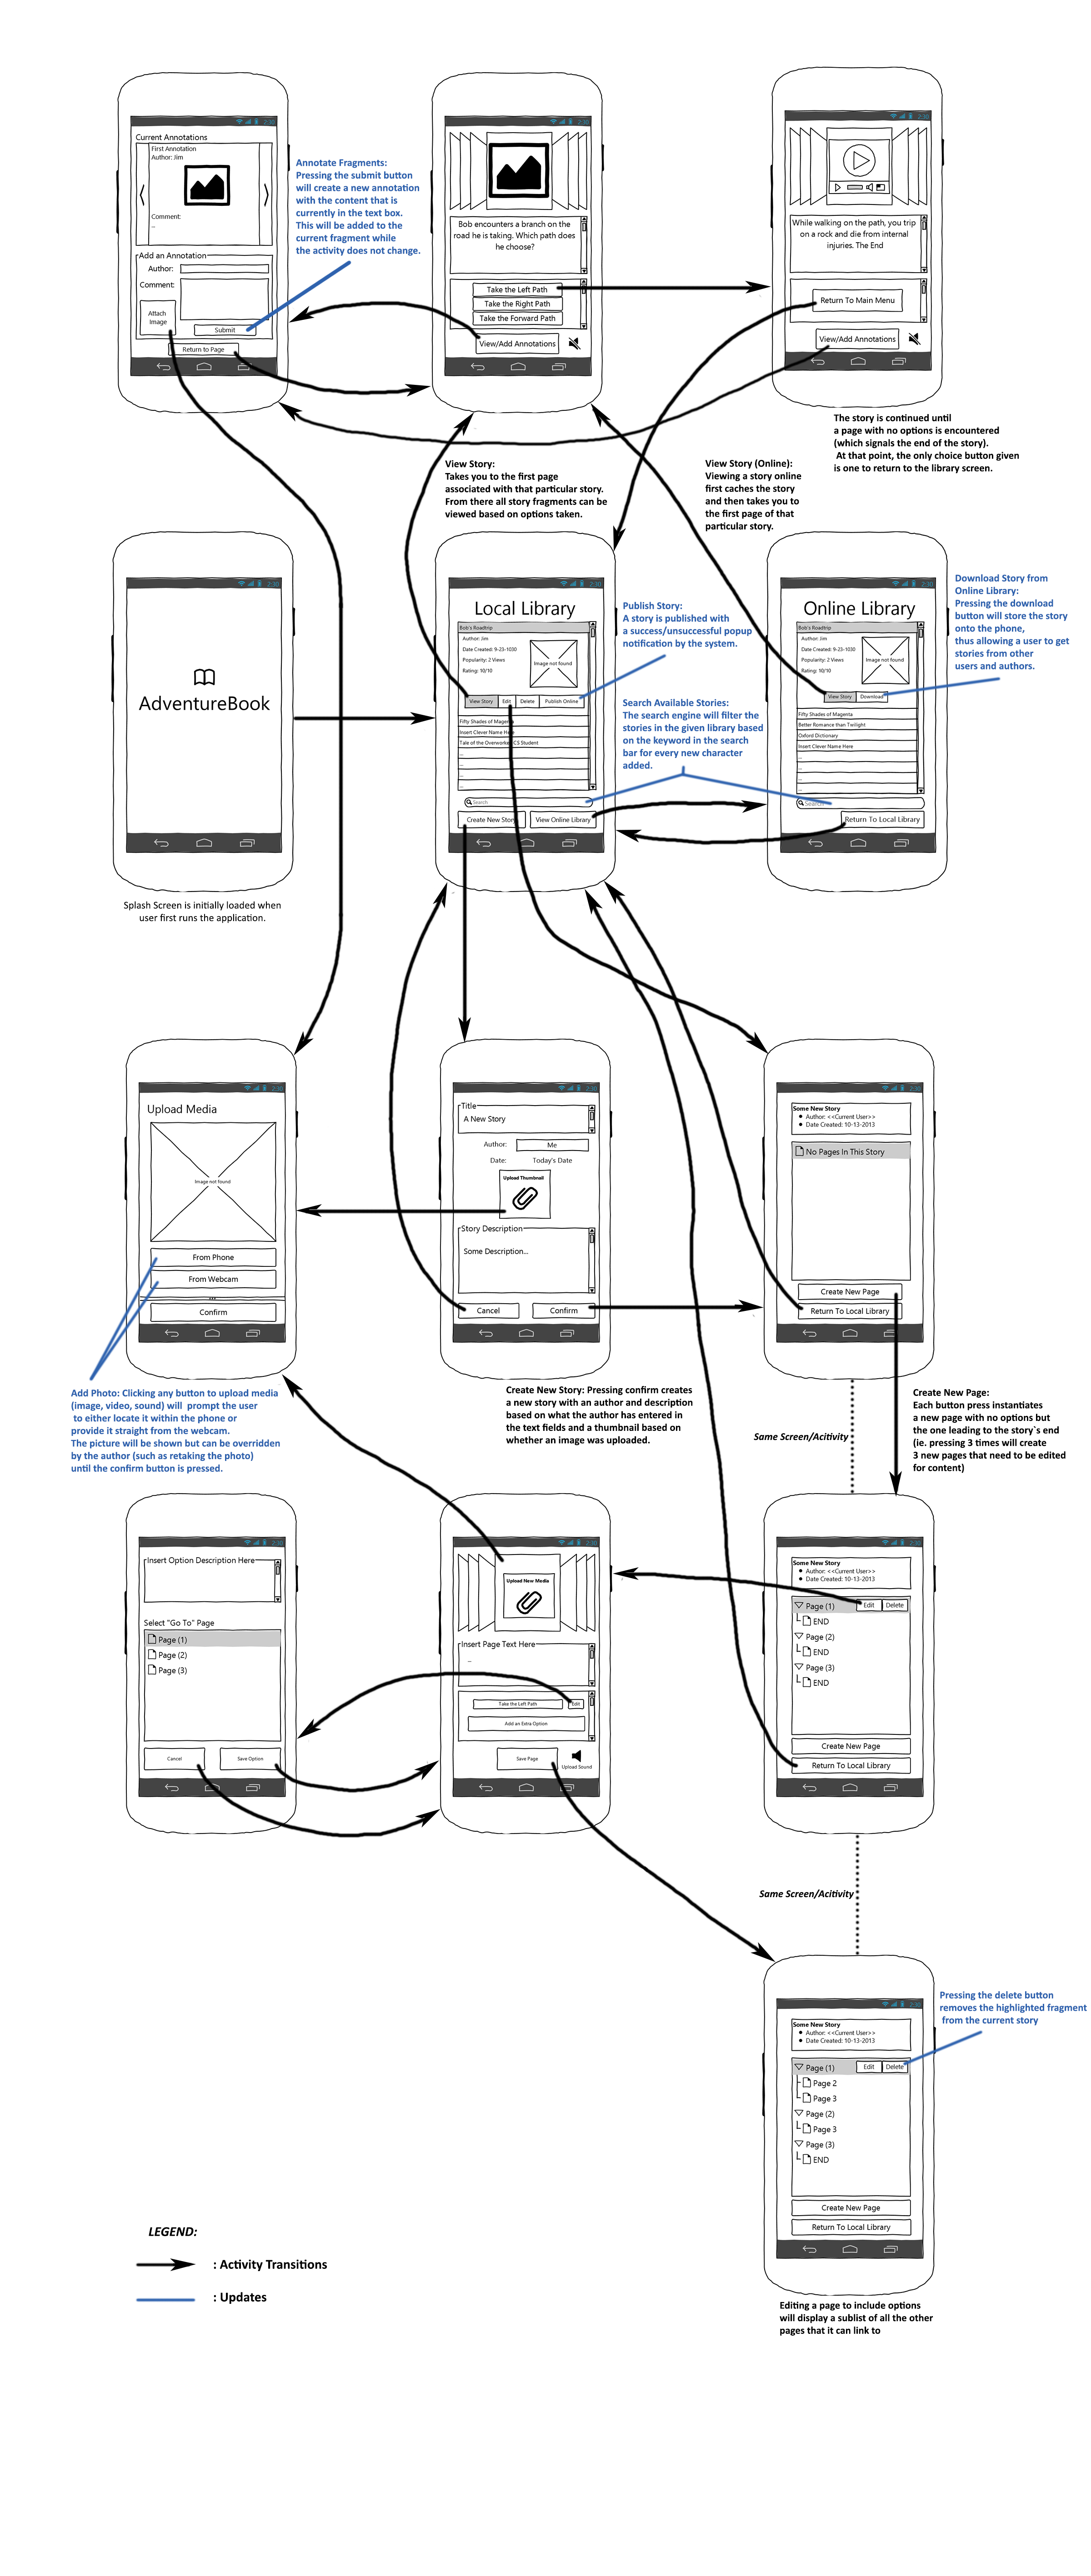 2:30
Current Annotations
First Annotation
Author: Jim
Comment:
...
Add an Annotation
Author:
Comment:
Attach
Image
Submit
Return to Page
Annotate Fragments:
Pressing the submit button
will create a new annotation
with the content that is
currently in the text box.
This will be added to the
current fragment while
the activity does not change.
2:30
Bob encounters a branch on the
road he is taking. Which path does
he choose?
Take the Left Path
Take the Right Path
Take the Forward Path
View/Add Annotations
2:30
While walking on the path, you trip
on a rock and die from internal
injuries. The End
Return To Main Menu
View/Add Annotations
The story is continued until
a page with no options is encountered
(which signals the end of the story).
At that point, the only choice button given
is one to return to the library screen.
View Story:
Takes you to the first page
associated with that particular story.
From there all story fragments can be
viewed based on options taken.
View Story (Online):
Viewing a story online
first caches the story
and then takes you to
the first page of that
particular story.
2:30
AdventureBook
Splash Screen is initially loaded when
user first runs the application.
2:30
Local Library
Bob's Roadtrip
Author: Jim
Date Created: 9-23-1030
Popularity: 2 Views
Rating: 10/10
Image not found
View Story
Edit
Delete
Publish Online
Fifty Shades of Magenta
Insert Clever Name Here
Tale of the Overworked CS Student
...
...
...
...
Search
Create New Story
View Online Library
Publish Story:
A story is published with
a success/unsuccessful popup
notification by the system.
Search Available Stories:
The search engine will filter the
stories in the given library based
on the keyword in the search
bar for every new character
added.
2:30
Online Library
Bob's Roadtrip
Author: Jim
Date Created: 9-23-1030
Popularity: 2 Views
Rating: 10/10
Image not found
View Story
Download
Fifty Shades of Magenta
Better Romance than Twilight
Oxford Dictionary
Insert Clever Name Here
...
...
...
...
Search
Return To Local Library
Download Story from
Online Library:
Pressing the download
button will store the story
onto the phone,
thus allowing a user to get
stories from other
users and authors.
2:30
Upload Media
Image not found
From Phone
From Webcam
...
Confirm
Add Photo: Clicking any button to upload media
(image, video, sound) will prompt the user
to either locate it within the phone or
provide it straight from the webcam.
The picture will be shown but can be overridden
by the author (such as retaking the photo)
until the confirm button is pressed.
2:30
Title
A New Story
Author:
Me
Date:
Today's Date
Upload Thumbnail
Story Description
Some Description...
Cancel
Confirm
Create New Story: Pressing confirm creates
a new story with an author and description
based on what the author has entered in
the text fields and a thumbnail based on
whether an image was uploaded.
2:30
Some New Story
● Author: <<Current User>>
● Date Created: 10-13-2013
No Pages In This Story
Create New Page
Return To Local Library
Same Screen/Acitivity
Create New Page:
Each button press instantiates
a new page with no options but
the one leading to the story`s end
(ie. pressing 3 times will create
3 new pages that need to be edited
for content)
2:30
Insert Option Description Here
Select "Go To" Page
Page (1)
Page (2)
Page (3)
Cancel
Save Option
2:30
Upload New Media
Insert Page Text Here
...
Take the Left Path
Edit
Add an Extra Option
Save Page
Upload Sound
2:30
Some New Story
● Author: <<Current User>>
● Date Created: 10-13-2013
Page (1)
Edit
Delete
END
Page (2)
END
Page (3)
END
Create New Page
Return To Local Library
Same Screen/Acitivity
2:30
Some New Story
● Author: <<Current User>>
● Date Created: 10-13-2013
Page (1)
Edit
Delete
Page 2
Page 3
Page (2)
Page 3
Page (3)
END
Create New Page
Return To Local Library
Pressing the delete button
removes the highlighted fragment
from the current story
Editing a page to include options
will display a sublist of all the other
pages that it can link to
LEGEND:
: Activity Transitions
: Updates